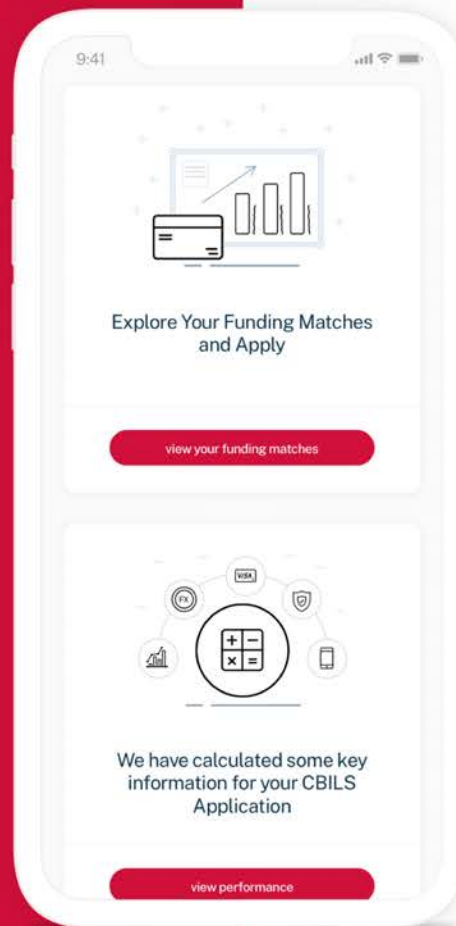 9:41
Explore Your Funding Matches
and Apply
view your funding matches
VISA
FX
We have calculated some key
information for your CBILS
Application
view performance